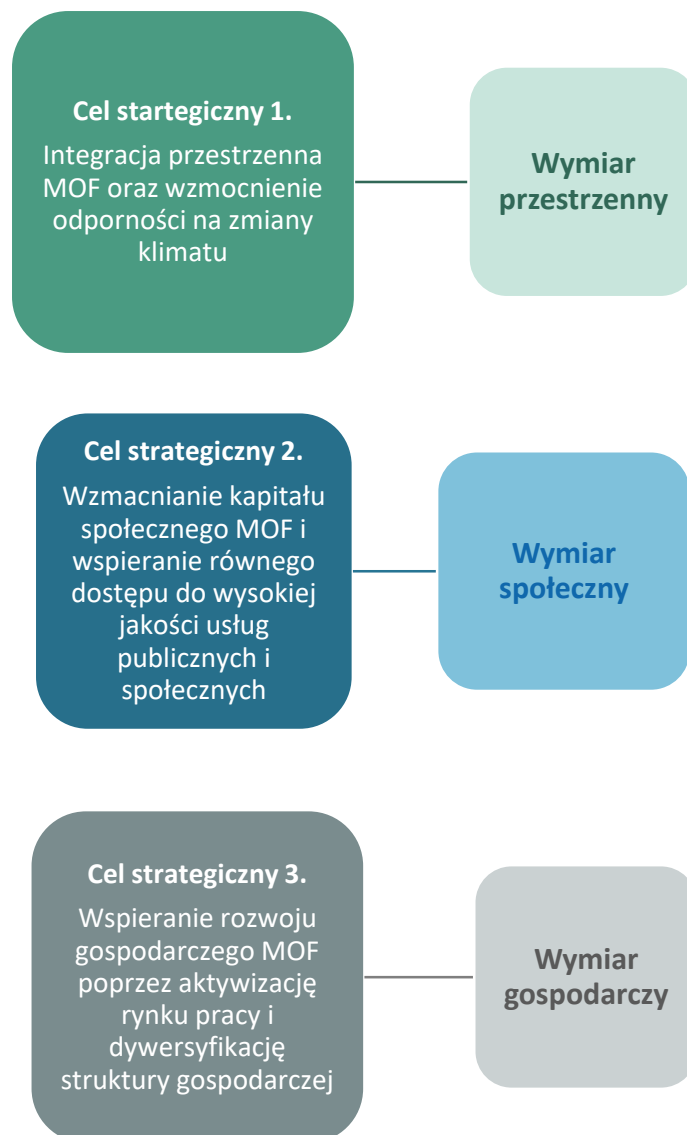 Cel startegiczny 1.
Integracja przestrzenna
MOF oraz wzmocnienie
odporności na zmiany
klimatu
Wymiar
przestrzenny
Cel strategiczny 2.
Wzmacnianie kapitału
społecznego MOF i
wspieranie równego
dostępu do wysokiej
jakości usług
publicznych i
społecznych
Wymiar
społeczny
Cel strategiczny 3.
Wspieranie rozwoju
gospodarczego MOF
poprzez aktywizację
rynku pracy i
dywersyfikację
struktury gospodarczej
Wymiar
gospodarczy